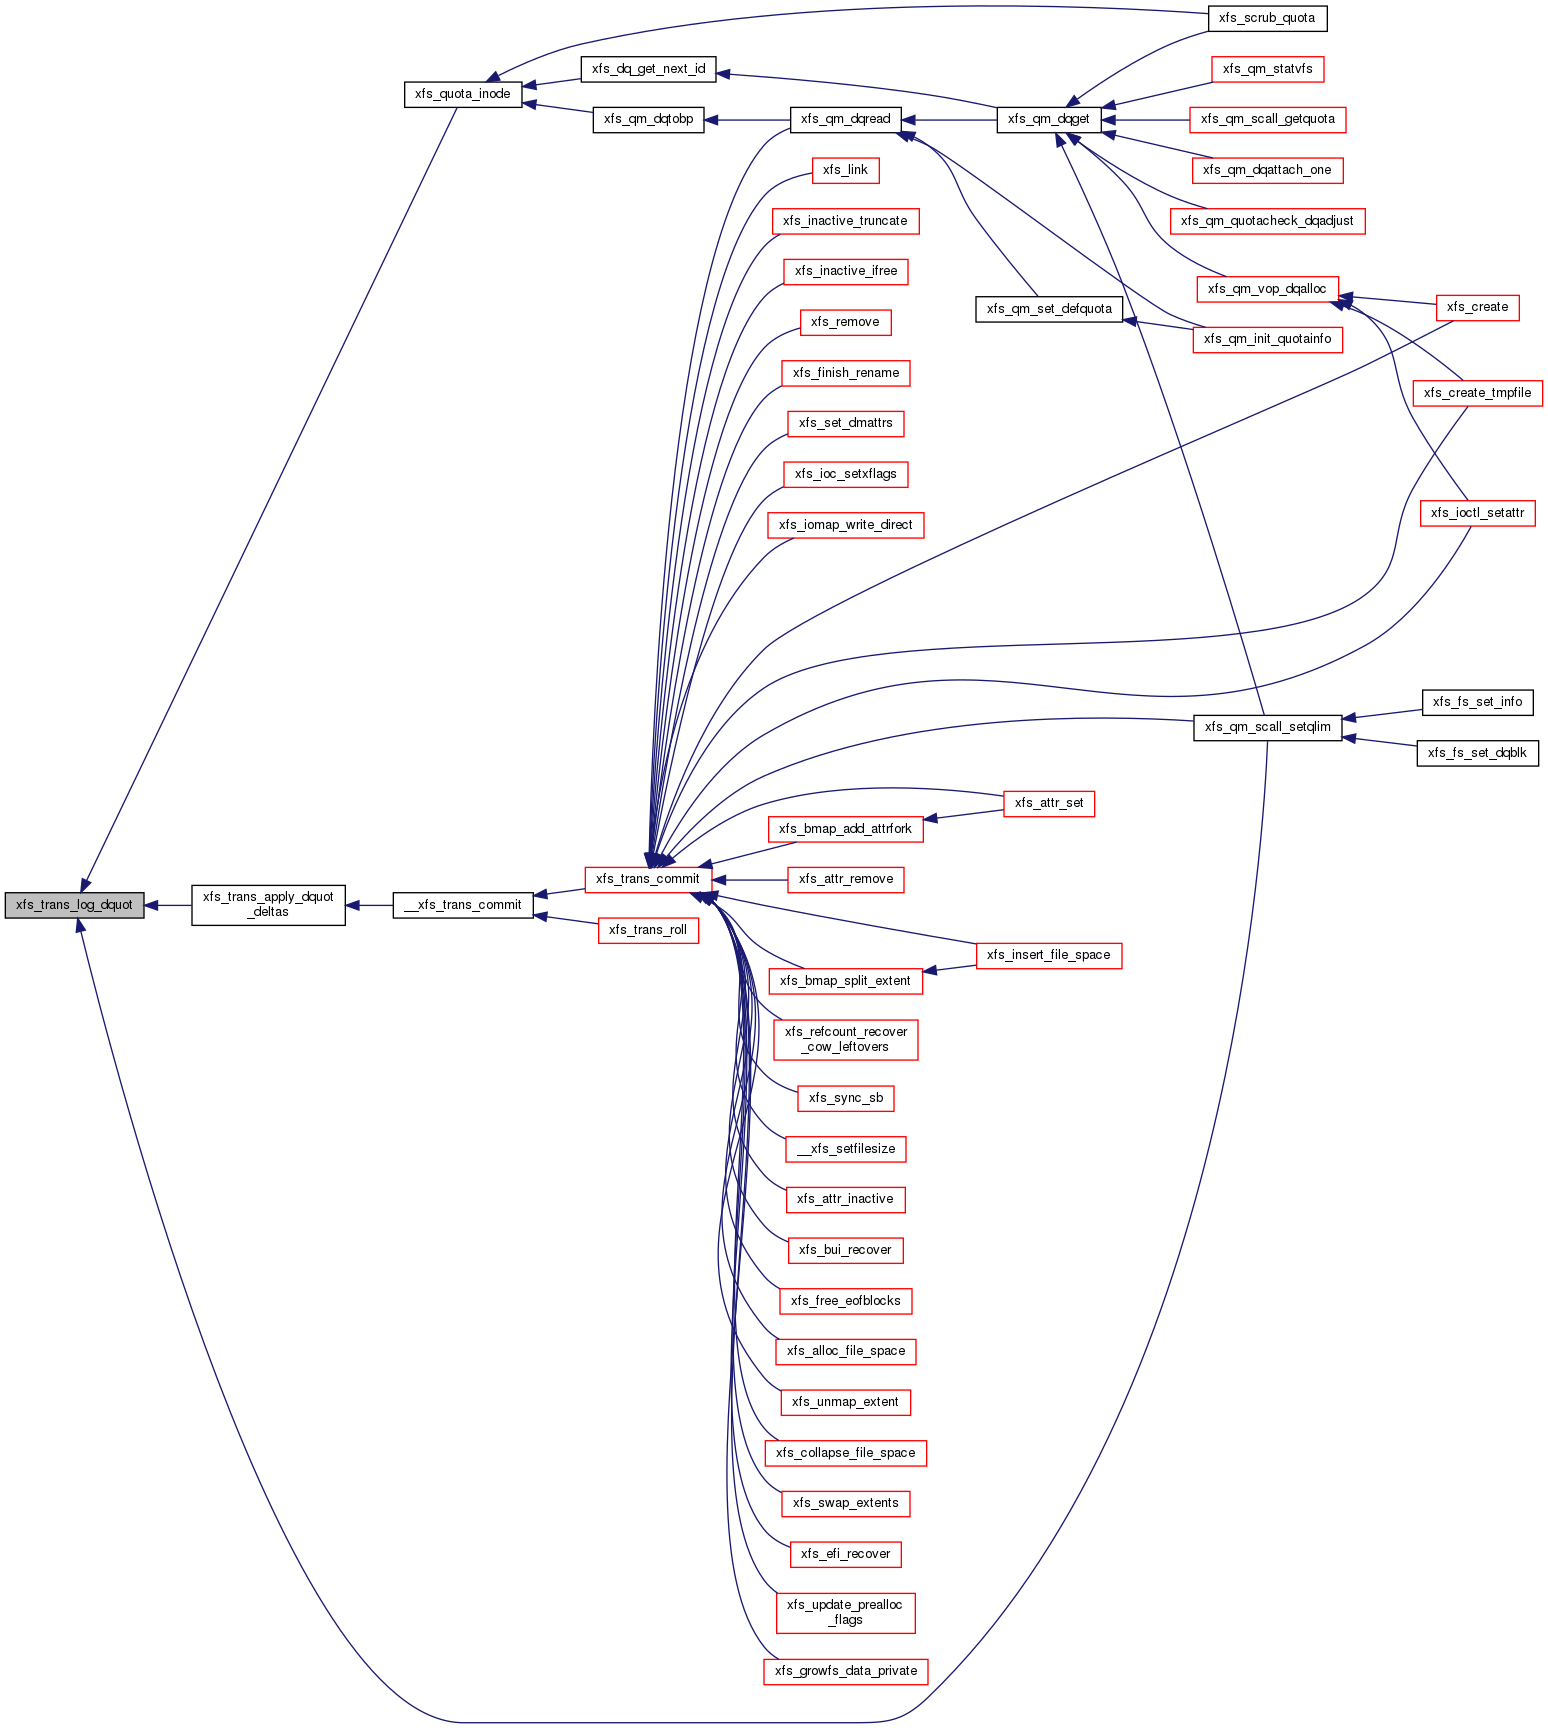 xfs_scrub_quota
xfs_dq_get_next_id
xfs_qm_statvfs
xfs_quota_inode
xfs_qm_dqtobp
xfs_qm_dqread
xfs_qm_dqget
xfs_qm_scall_getquota
xfs_link
xfs_qm_dqattach_one
xfs_inactive_truncate
xfs_qm_quotacheck_dqadjust
xfs_inactive_ifree
xfs_qm_vop_dqalloc
xfs_qm_set_defquota
xfs_create
xfs_remove
xfs_qm_init_quotainfo
xfs_finish_rename
xfs_create_tmpfile
xfs_set_dmattrs
xfs_ioc_setxflags
xfs_ioctl_setattr
xfs_iomap_write_direct
xfs_fs_set_info
xfs_qm_scall_setqlim
xfs_fs_set_dqblk
xfs_attr_set
xfs_bmap_add_attrfork
xfs_trans_commit
xfs_attr_remove
xfs_trans_log_dquot
xfs_trans_apply_dquot
_deltas
__xfs_trans_commit
xfs_trans_roll
xfs_insert_file_space
xfs_bmap_split_extent
xfs_refcount_recover
_cow_leftovers
xfs_sync_sb
__xfs_setfilesize
xfs_attr_inactive
xfs_bui_recover
xfs_free_eofblocks
xfs_alloc_file_space
xfs_unmap_extent
xfs_collapse_file_space
xfs_swap_extents
xfs_efi_recover
xfs_update_prealloc
_flags
xfs_growfs_data_private